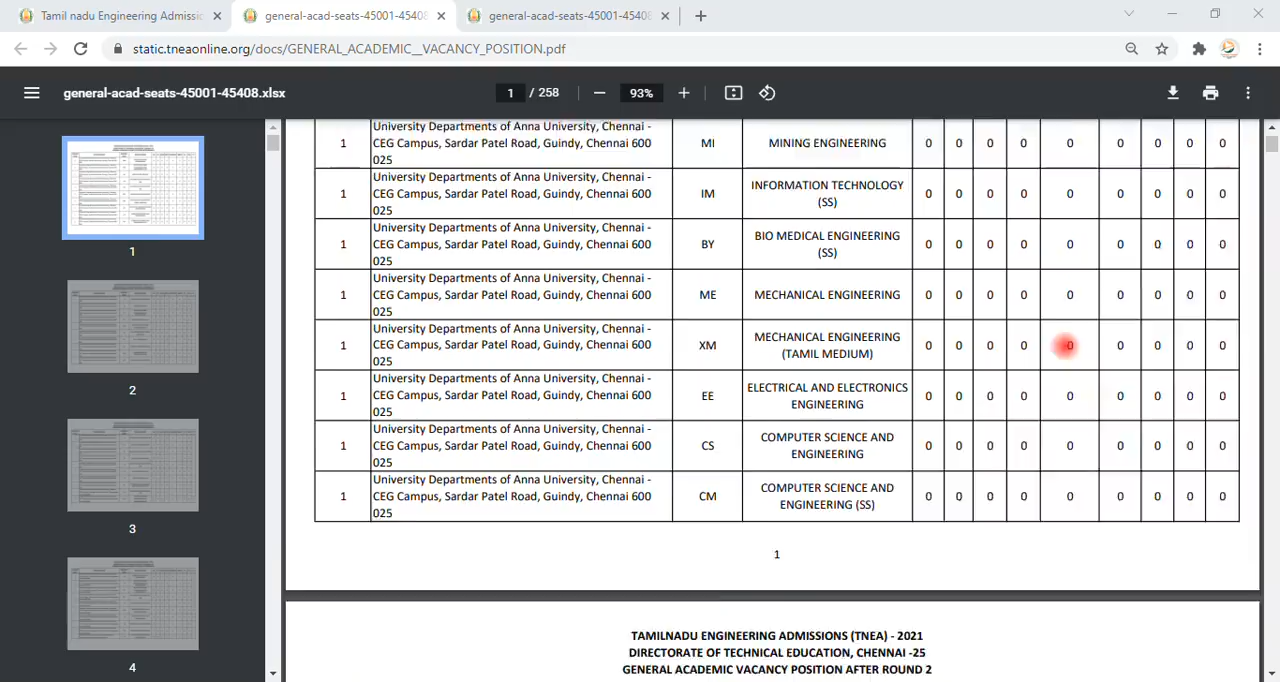 Tamil nadu Engineering Admissic
general-acad-seats-45001-45408
general-acad-seats-45001-45408
static.tneaonline.org/docs/GENERAL_ACADEMIC__VACANCY_POSITION.pdf
general-acad-seats-45001-45408.xlsx
1 / 258
93%
1
2
3
4
University Departments of Anna University, Chennai -
1 CEG Campus, Sardar Patel Road, Guindy, Chennai 600 MI MINING ENGINEERING 0 0 0 0 0 0 0 0 0
025
University Departments of Anna University, Chennai - INFORMATION TECHNOLOGY
1 CEG Campus, Sardar Patel Road, Guindy, Chennai 600 IM (SS) 0 0 0 0 0 0 0 0 0
025
University Departments of Anna University, Chennai - BIO MEDICAL ENGINEERING
1 CEG Campus, Sardar Patel Road, Guindy, Chennai 600 BY (SS) 0 0 0 0 0 0 0 0 0
025
University Departments of Anna University, Chennai -
1 CEG Campus, Sardar Patel Road, Guindy, Chennai 600 ME MECHANICAL ENGINEERING 0 0 0 0 0 0 0 0 0
025
University Departments of Anna University, Chennai - MECHANICAL ENGINEERING
1 CEG Campus, Sardar Patel Road, Guindy, Chennai 600 XM (TAMIL MEDIUM) 0 0 0 0 0 0 0 0 0
025
University Departments of Anna University, Chennai - ELECTRICAL AND ELECTRONICS
1 CEG Campus, Sardar Patel Road, Guindy, Chennai 600 EE ENGINEERING 0 0 0 0 0 0 0 0 0
025
University Departments of Anna University, Chennai - COMPUTER SCIENCE AND
1 CEG Campus, Sardar Patel Road, Guindy, Chennai 600 CS ENGINEERING 0 0 0 0 0 0 0 0 0
025
University Departments of Anna University, Chennai - COMPUTER SCIENCE AND
1 CEG Campus, Sardar Patel Road, Guindy, Chennai 600 CM ENGINEERING (SS) 0 0 0 0 0 0 0 0 0
025
1
TAMILNADU ENGINEERING ADMISSIONS (TNEA) - 2021
DIRECTORATE OF TECHNICAL EDUCATION, CHENNAI -25
GENERAL ACADEMIC VACANCY POSITION AFTER ROUND 2